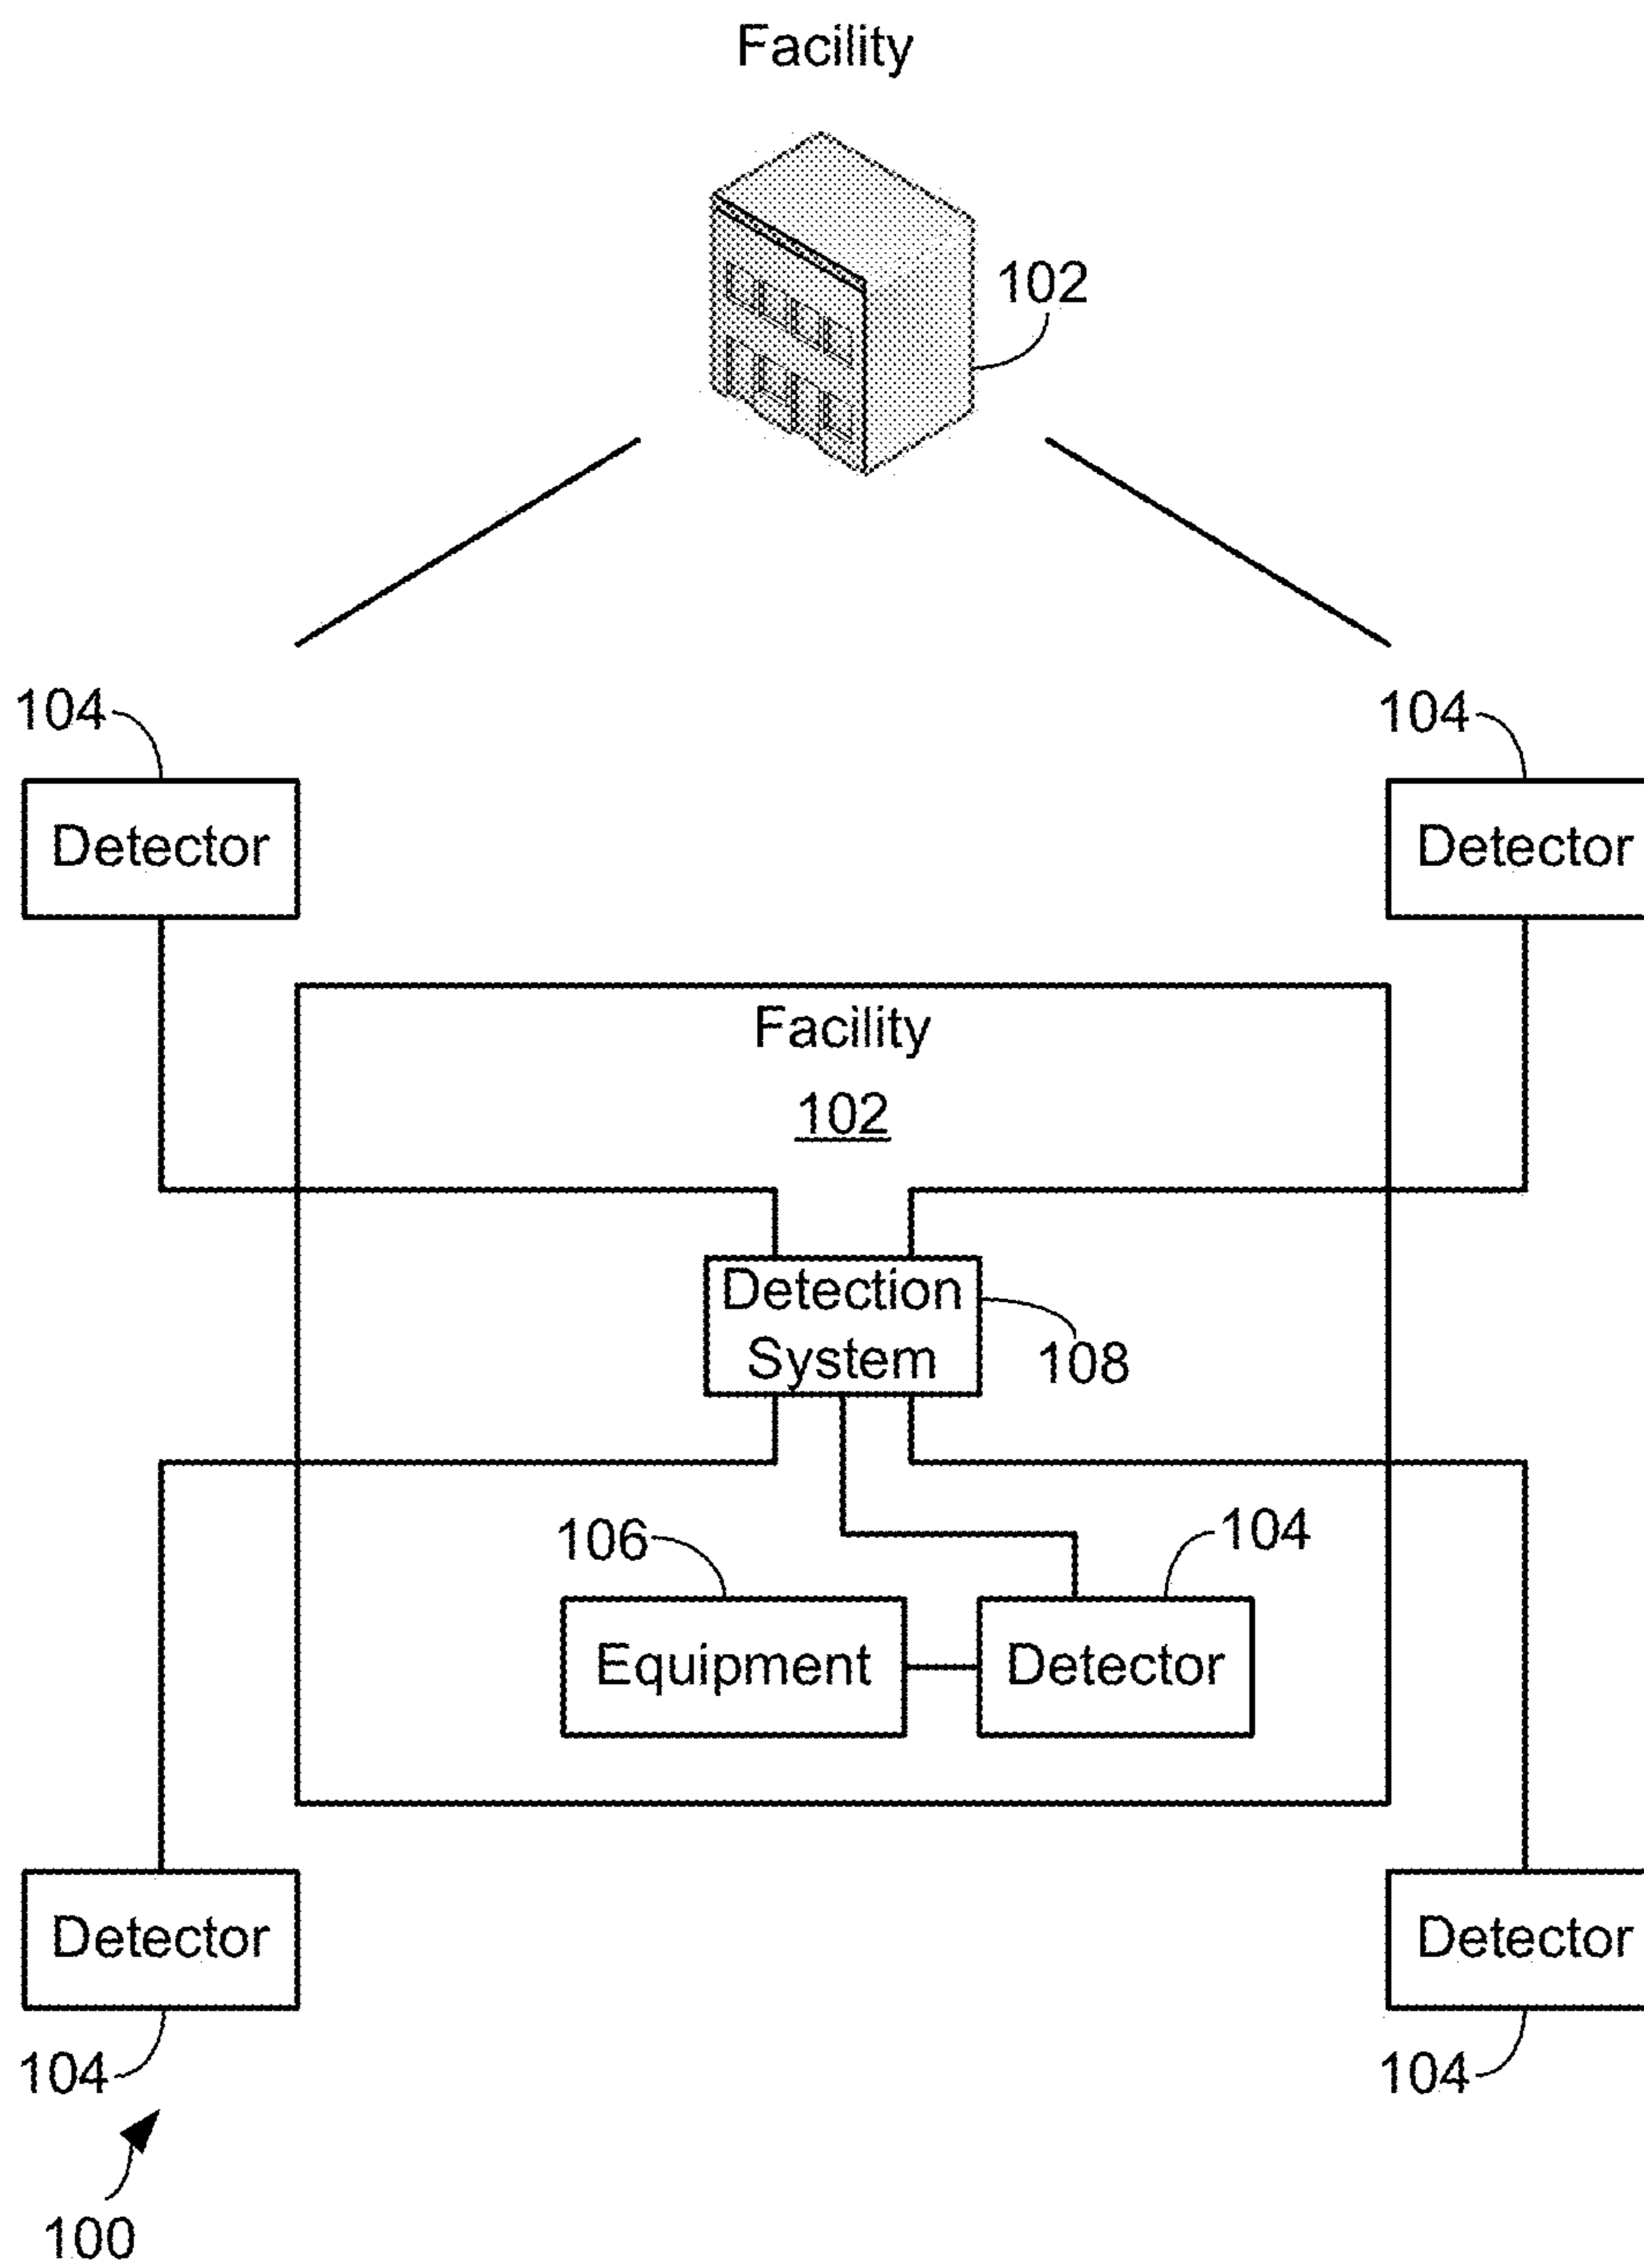 Facility
102
104
104
Detector
Detector
Facility
102
Detection
System
108
106
104
Equipment
Detector
Detector
Detector
104
104
100